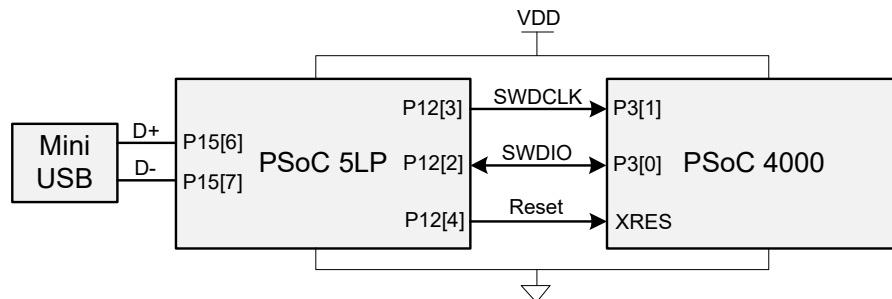 VDD
Mini
USB
D+
D-
P15[6]
P15[7]
PSoC 5LP
P12[3]
P12[2]
P12[4]
SWDCLK
SWDIO
Reset
P3[1]
P3[0]
XRES
PSoC 4000